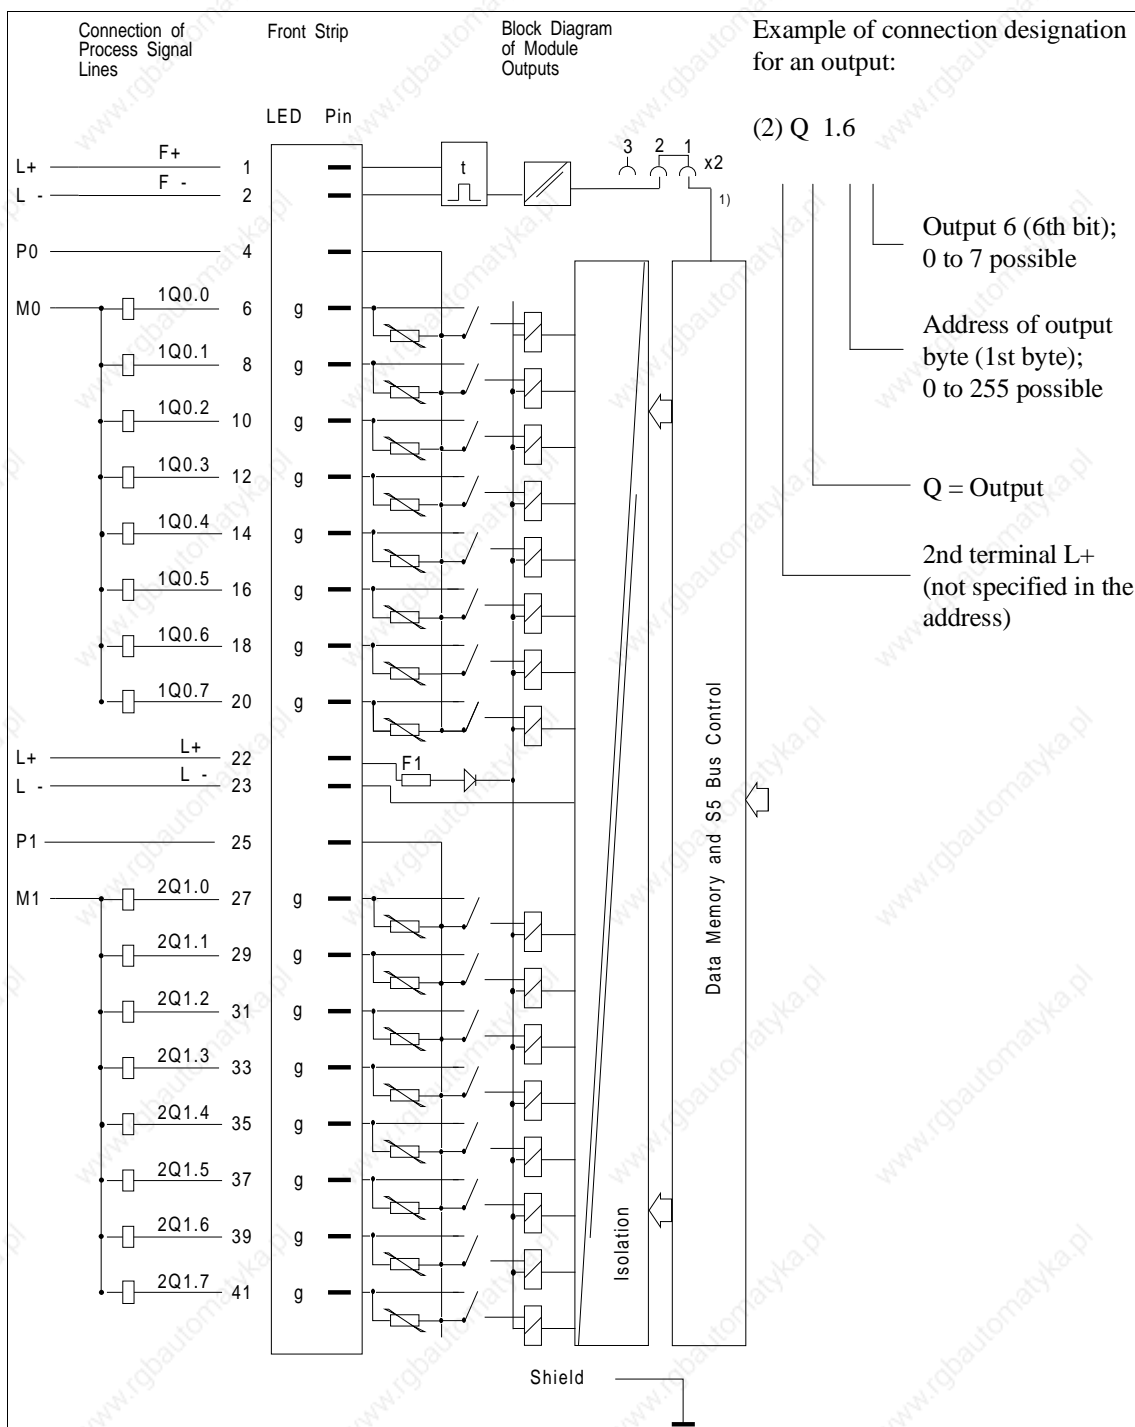 Connection of
Process Signal
Lines
Front Strip
Block Diagram
of Module
Outputs
Example of connection designation
for an output:
LED Pin
(2) Q 1.6
L+ F+ 1
L - F - 2
t
3 2 1 x2
1)
P0 4
Output 6 (6th bit);
0 to 7 possible
M0 1Q0.0 6 g
1Q0.1 8 g
Address of output
byte (1st byte);
0 to 255 possible
1Q0.2 10 g
1Q0.3 12 g
Q = Output
1Q0.4 14 g
2nd terminal L+
(not specified in the
address)
1Q0.5 16 g
1Q0.6 18 g
1Q0.7 20 g
L+ L+ 22
F1
L - L - 23
P1 25
M1 2Q1.0 27 g
2Q1.1 29 g
2Q1.2 31 g
2Q1.3 33 g
2Q1.4 35 g
2Q1.5 37 g
2Q1.6 39 g
2Q1.7 41 g
Isolation
Data Memory and S5 Bus Control
Shield
www.rgbautomatyka.pl